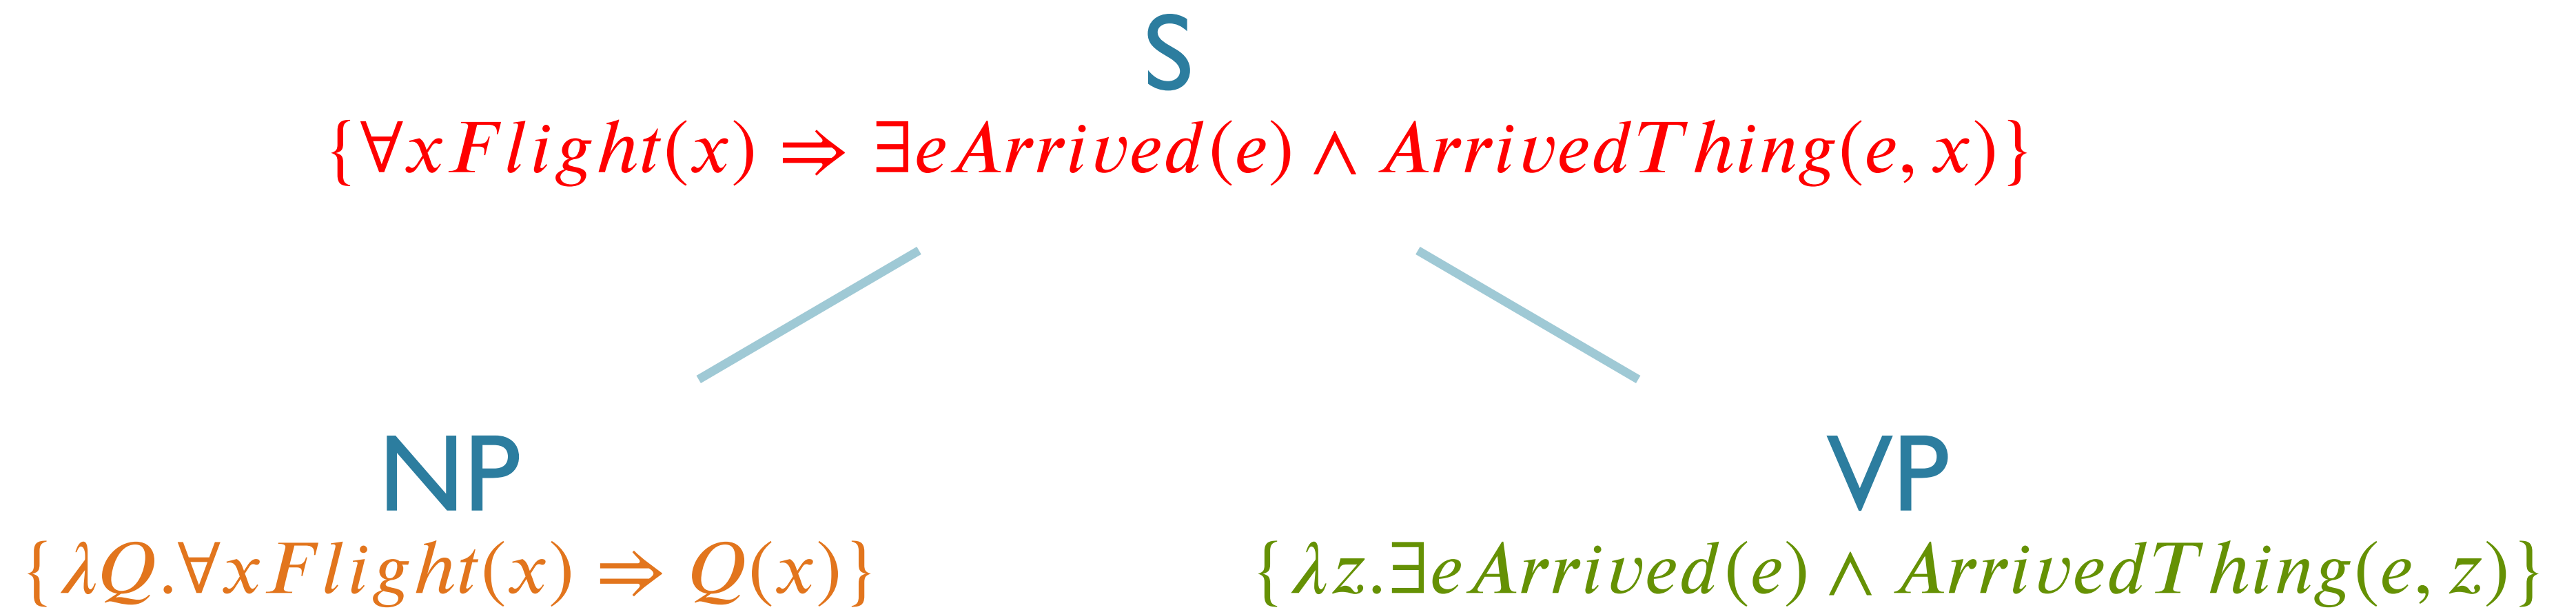 S
{∀xFlight(x) ⇒ ∃eArrived(e) ∧ ArrivedThing(e, x)}
NP VP
{λQ.∀xFlight(x) ⇒ Q(x)} {λz.∃eArrived(e) ∧ ArrivedThing(e, z)}